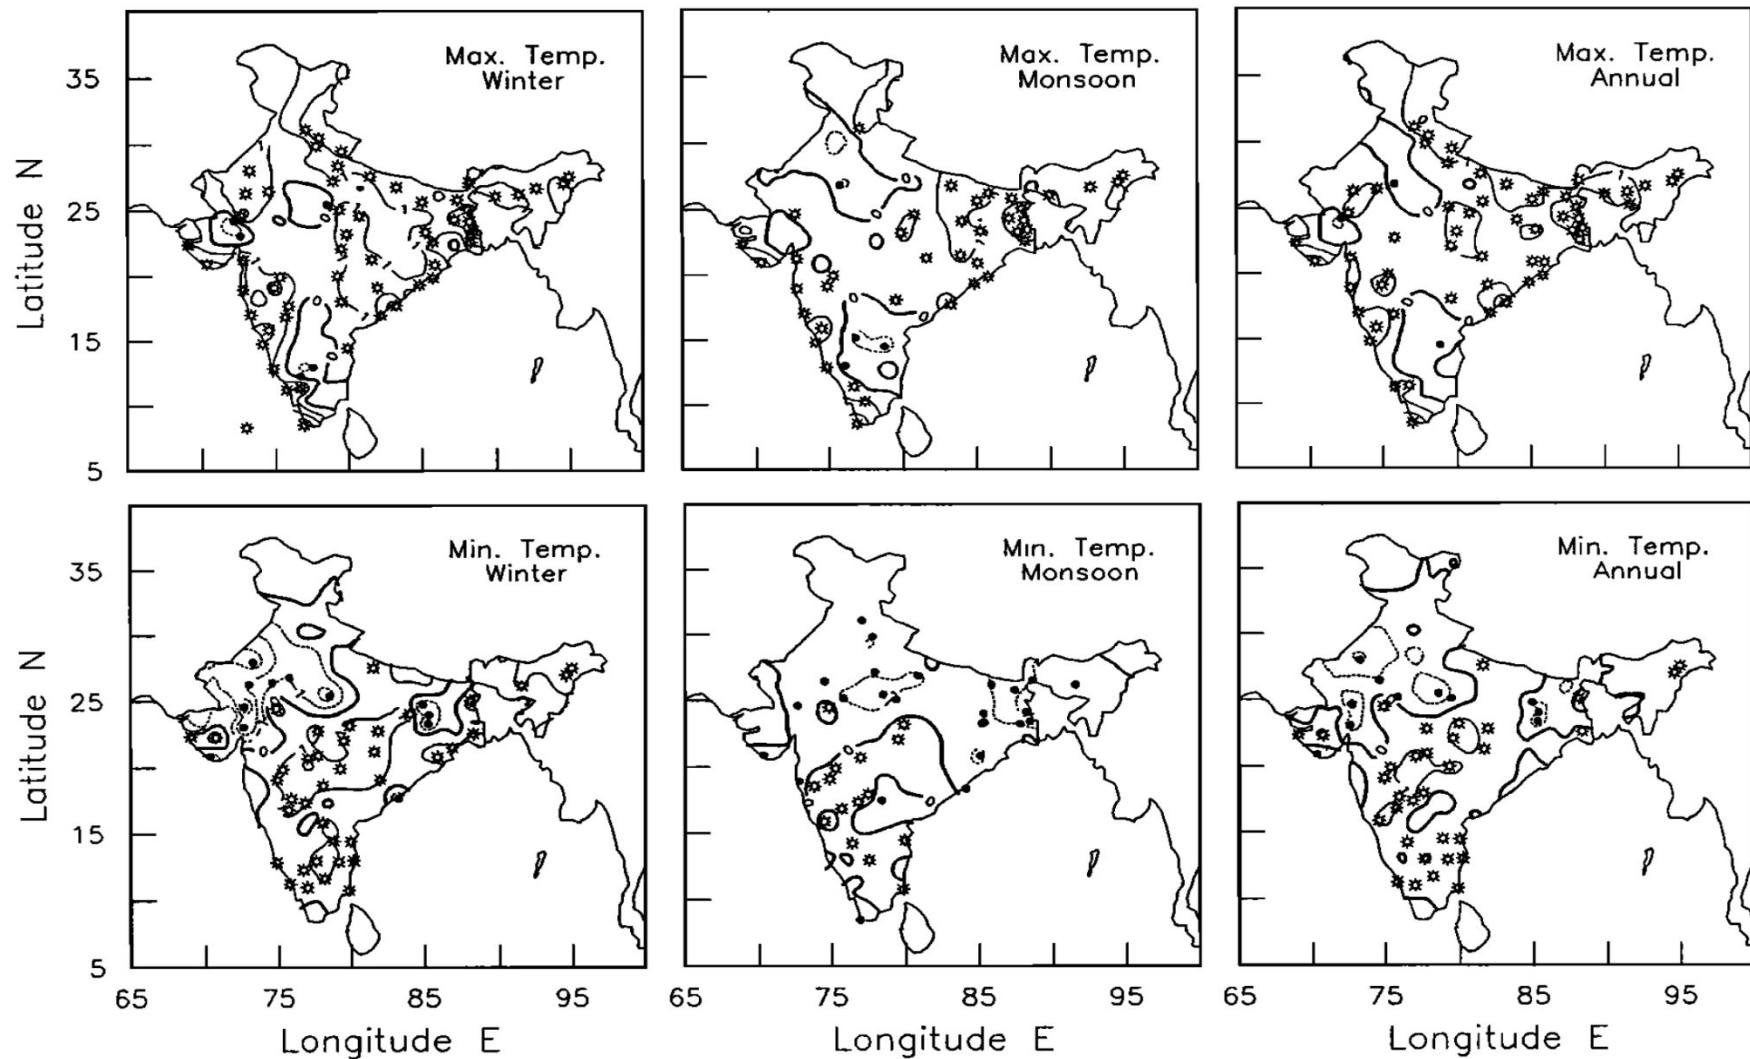 Max. Temp.
Winter
Max. Temp.
Monsoon
Max. Temp.
Annual
35
25
15
5
Latitude N
Min. Temp.
Winter
Min. Temp.
Monsoon
Min. Temp.
Annual
35
25
15
5
Latitude N
65 75 85 95
65 75 85 95
65 75 85 95
Longitude E
Longitude E
Longitude E